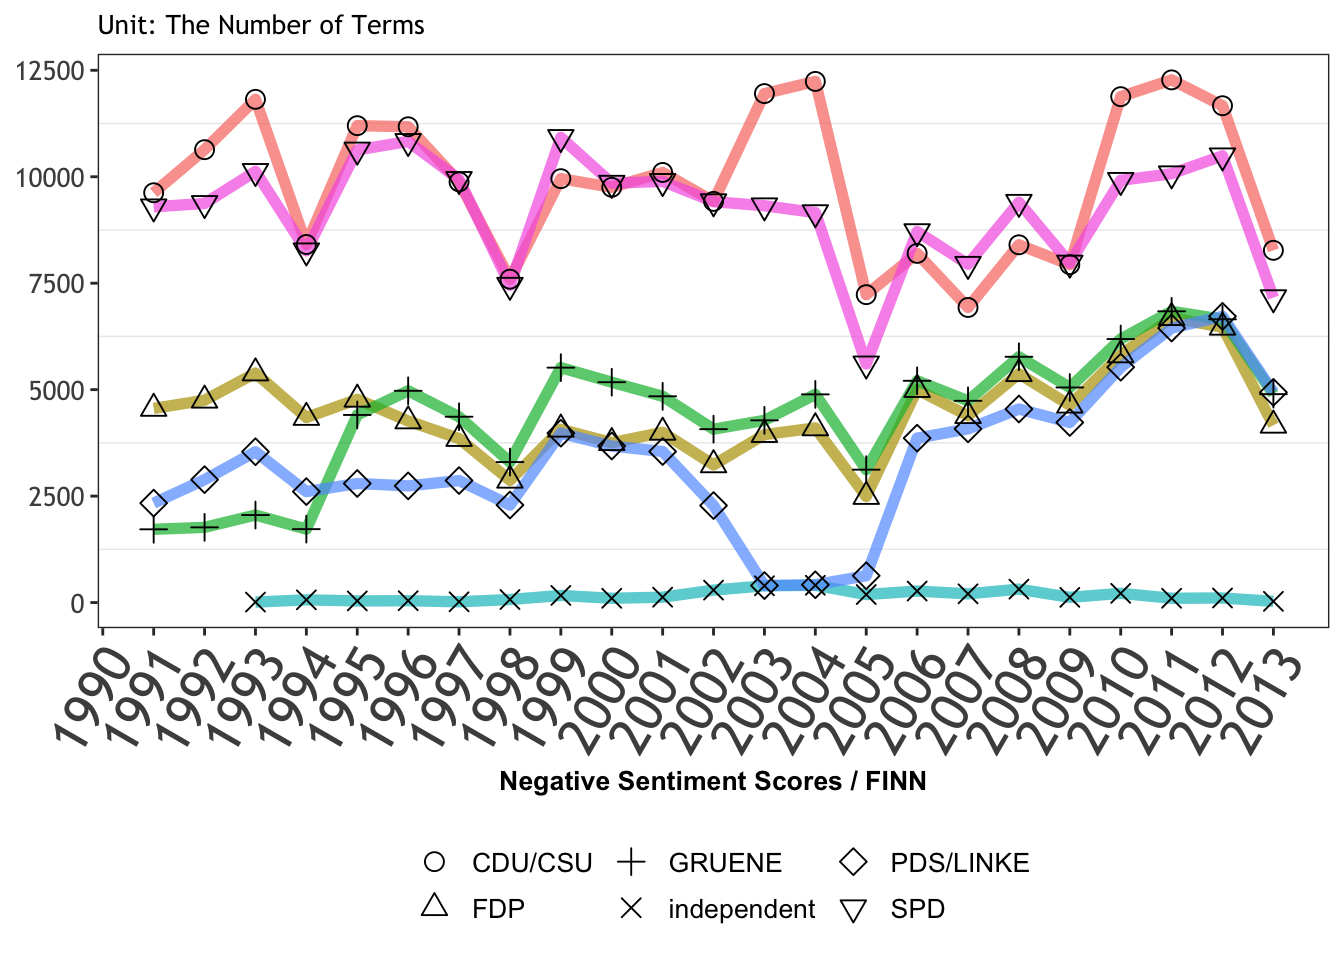 Unit: The Number of Terms
12500
10000
7500
5000
2500
0
1990 1991 1992 1993 1994 1995 1996 1997 1998 1999 2000 2001 2002 2003 2004 2005 2006 2007 2008 2009 2010 2011 2012 2013
Negative Sentiment Scores / FINN
CDU/CSU GRUENE PDS/LINKE
FDP independent SPD